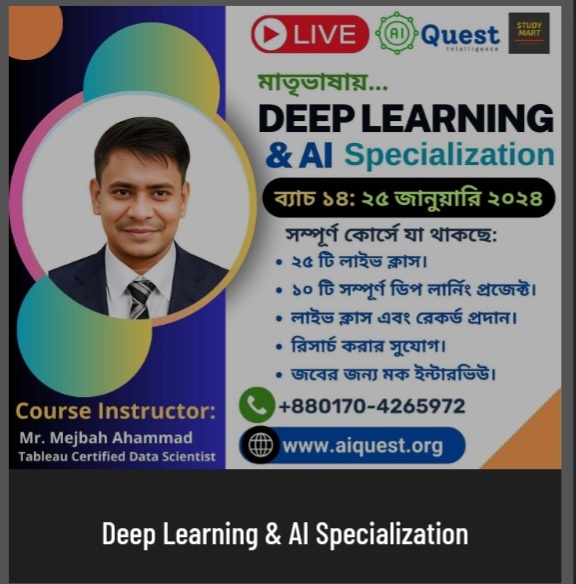 LIVE
AI Quest
Intelligence
STUDY
MART
মাতৃভাষায়...
DEEP LEARNING
& AI Specialization
ব্যাচ ১৪: ২৫ জানুয়ারি ২০২৪
সম্পূর্ণ কোর্সে যা থাকছে:
• ২৫ টি লাইভ ক্লাস।
• ১০ টি সম্পূর্ণ ডিপ লার্নিং প্রজেক্ট।
• লাইভ ক্লাস এবং রেকর্ড প্রদান।
• রিসার্চ করার সুযোগ।
• জবের জন্য মক ইন্টারভিউ।
+880170-4265972
www.aiquest.org
Course Instructor:
Mr. Mejbah Ahammad
Tableau Certified Data Scientist
Deep Learning & AI Specialization